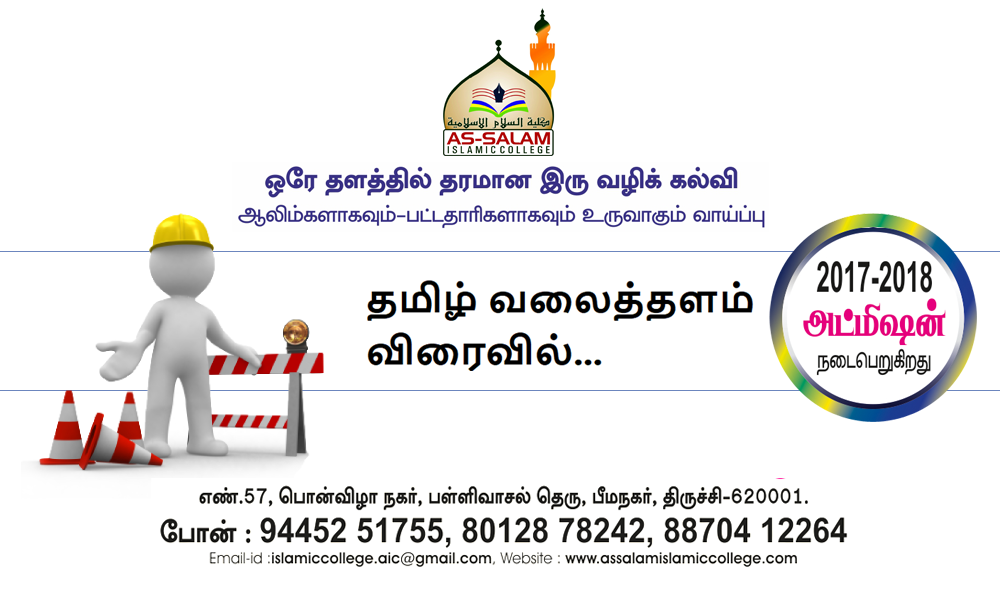 كلية السلام الإسلامية
AS-SALAM
ISLAMIC COLLEGE
ஒரே தளத்தில் தரமான இரு வழிக் கல்வி
ஆலிம்களாகவும்-பட்டதாரிகளாகவும் உருவாகும் வாய்ப்பு
2017-2018
அட்மிஷன்
நடைபெறுகிறது
தமிழ் வலைத்தளம்
விரைவில்...
எண்.57, பொன்விழா நகர், பள்ளிவாசல் தெரு, பீமநகர், திருச்சி-620001.
போன் : 94452 51755, 80128 78242, 88704 12264
Email-id :islamiccollege.aic@gmail.com, Website : www.assalamislamiccollege.com